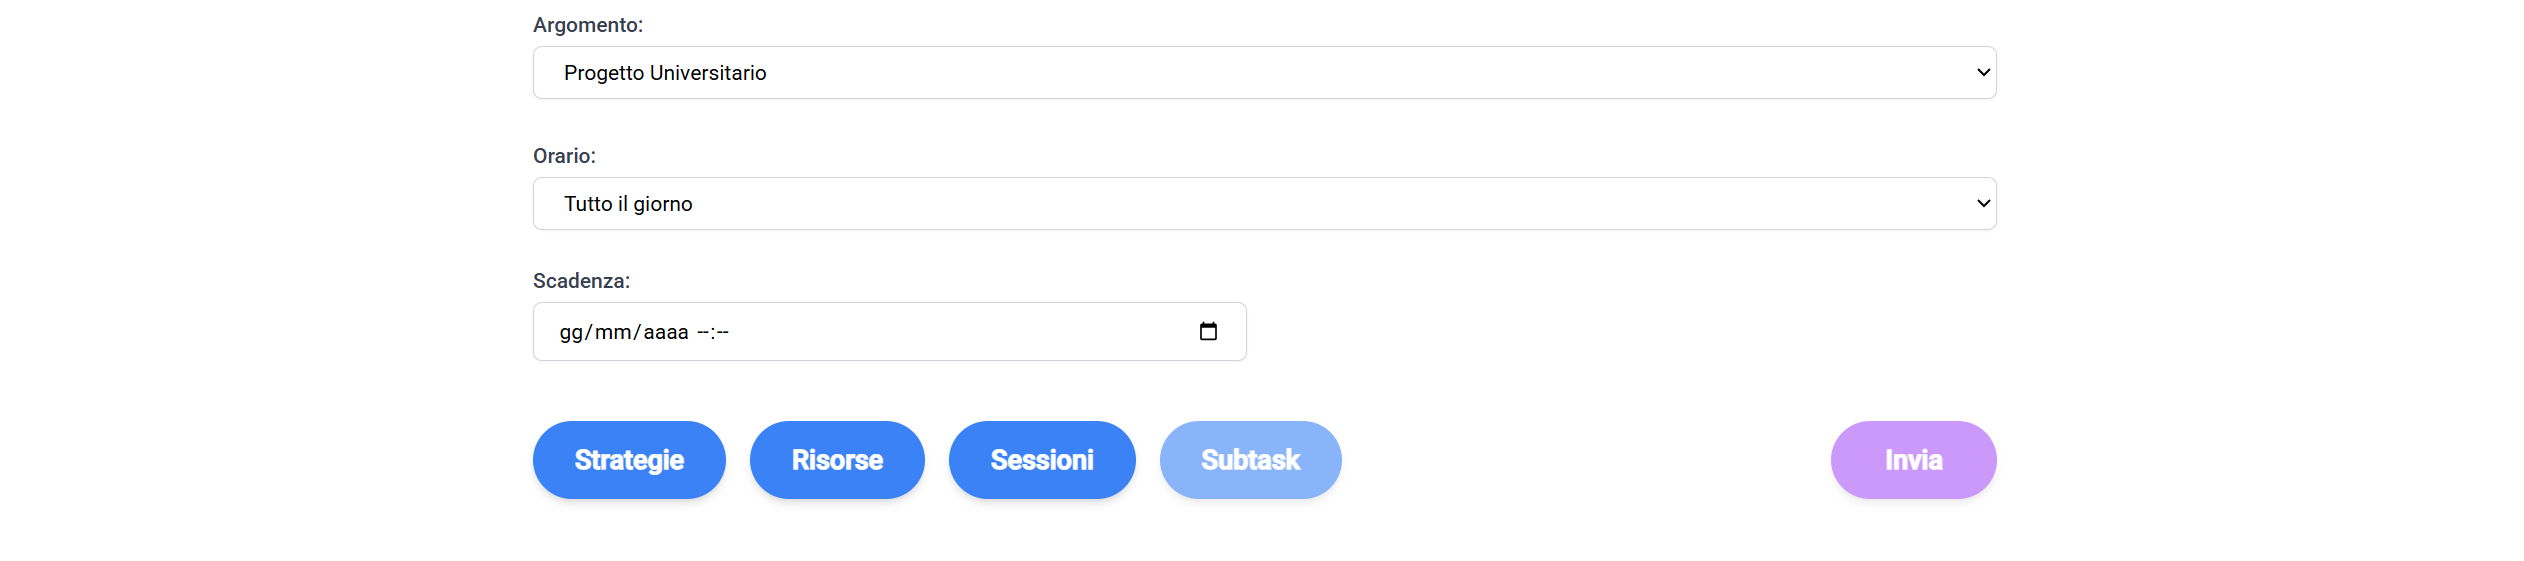 Argomento:
Progetto Universitario
Orario:
Tutto il giorno
Scadenza:
gg/mm/aaaa --:--
Strategie Risorse Sessioni Subtask Invia